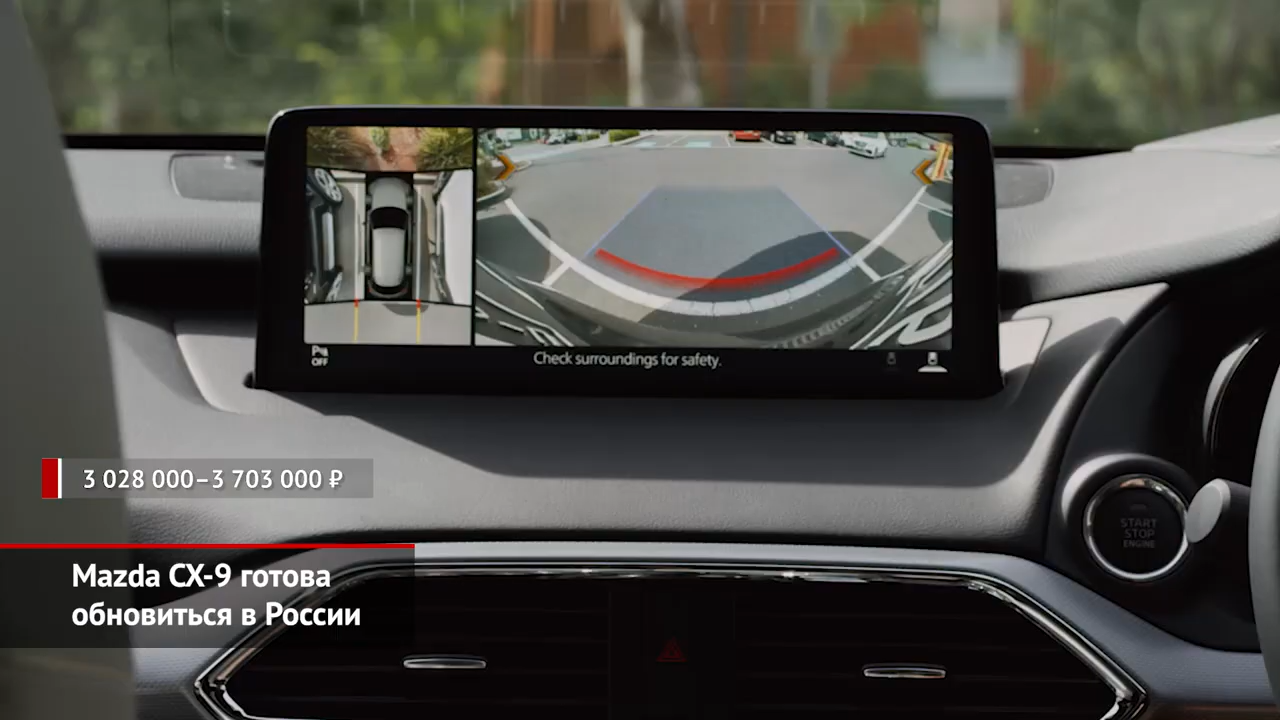 P OFF
Check surroundings for safety.
3 028 000–3 703 000 ₽
START
STOP
ENGINE
Mazda CX-9 готова
обновиться в России